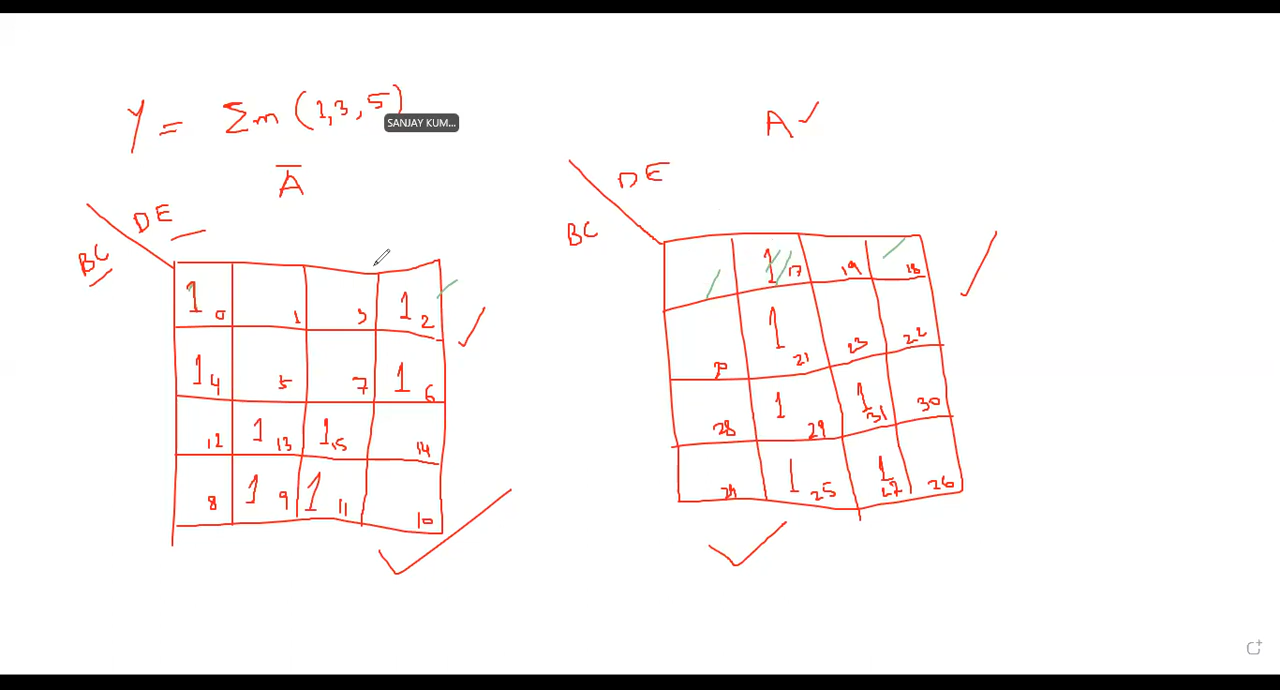 Y = Σm (1,3,5)
SANJAY KUM...
Ā
A
DE
BC
1 0 1 3 1 2
1 4 5 7 1 6
12 1 13 1 15 14
8 1 9 1 11 10
DE
BC
1 17 19 18
1 21 23 22
28 1 29 1 31 30
1 25 1 27 26